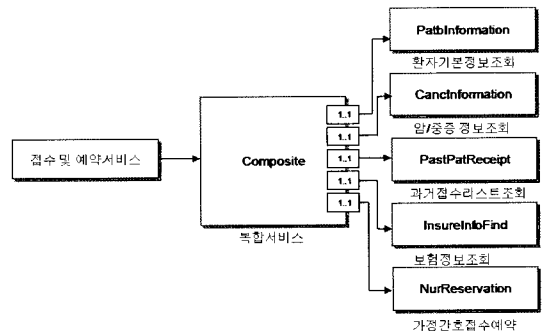 PatbInformation
환자기본정보조회
1..1
CancInformation
1..1
암/중증 정보조회
접수 및 예약서비스
Composite
1..1
PastPatReceipt
과거접수리스트조회
1..1
InsureInfoFind
1..1
복합서비스
보험정보조회
NurReservation
가정간호접수예약